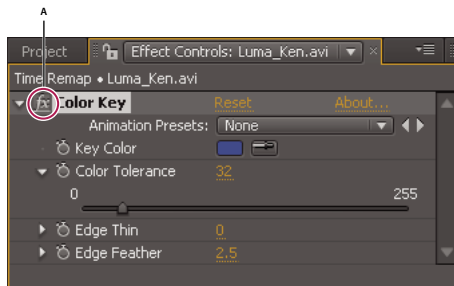 A
Project Effect Controls: Luma_Ken.avi
Time Remap • Luma_Ken.avi
fx Color Key Reset About...
Animation Presets: None
Key Color
Color Tolerance 32
0 255
Edge Thin 0
Edge Feather 2.5